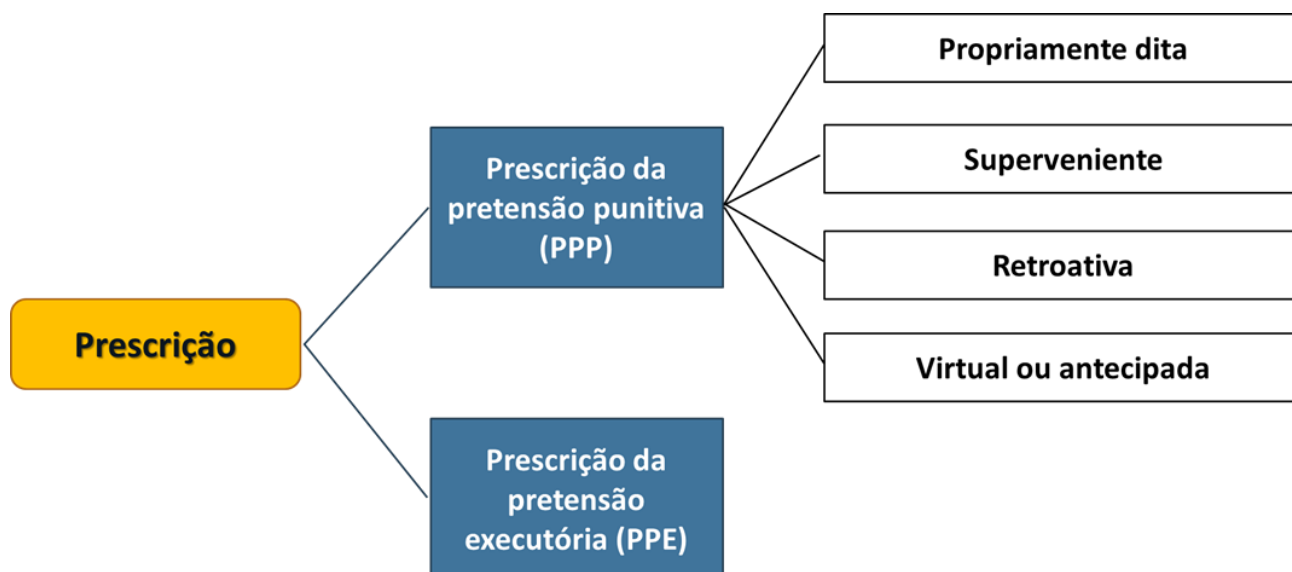 Prescrição
Prescrição da
pretensão punitiva
(PPP)
Propriamente dita
Superveniente
Retroativa
Virtual ou antecipada
Prescrição da
pretensão
executória (PPE)